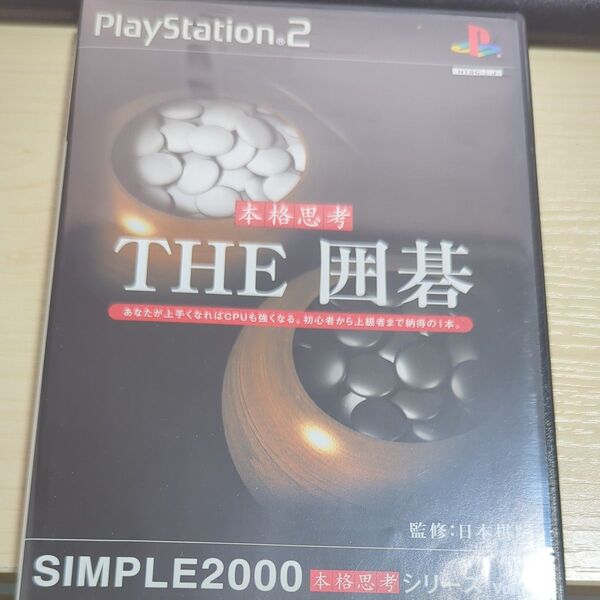 PlayStation®2
NTSC J
本格思考
THE 囲碁
あなたが上手くなればCPUも強くなる。初心者から上級者まで納得の1本。
監修:日本棋
SIMPLE2000 本格思考 シリーズ